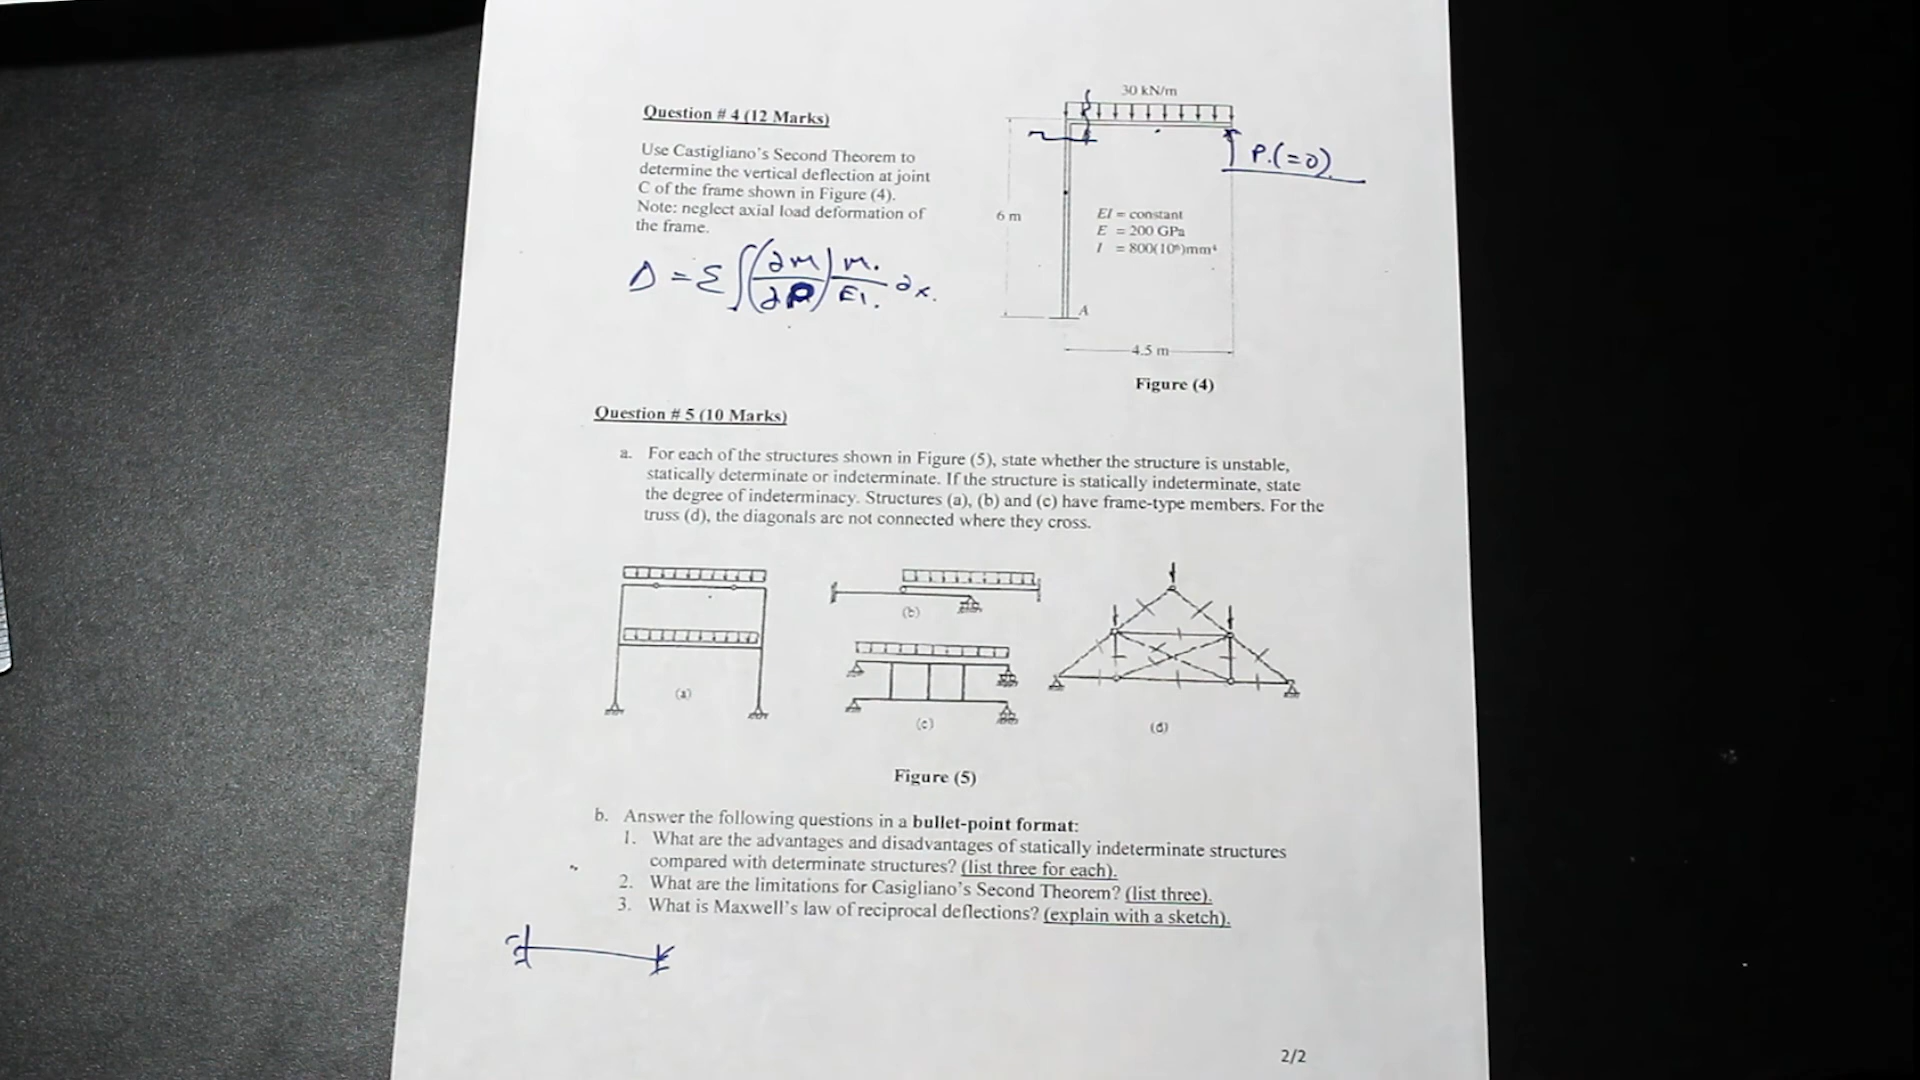 Question # 4 (12 Marks)
Use Castigliano's Second Theorem to
determine the vertical deflection at joint
C of the frame shown in Figure (4).
Note: neglect axial load deformation of
the frame.
Δ = Σ ∫ (∂M/∂P) M/EI ∂x.
30 kN/m
P.(=0)
6 m
EI = constant
E = 200 GPa
I = 800(10⁶)mm⁴
A
4.5 m
Figure (4)
Question # 5 (10 Marks)
a. For each of the structures shown in Figure (5), state whether the structure is unstable,
statically determinate or indeterminate. If the structure is statically indeterminate, state
the degree of indeterminacy. Structures (a), (b) and (c) have frame-type members. For the
truss (d), the diagonals are not connected where they cross.
(a)
(b)
(c)
(d)
Figure (5)
b. Answer the following questions in a bullet-point format:
1. What are the advantages and disadvantages of statically indeterminate structures
compared with determinate structures? (list three for each).
2. What are the limitations for Casigliano's Second Theorem? (list three).
3. What is Maxwell's law of reciprocal deflections? (explain with a sketch).
2/2